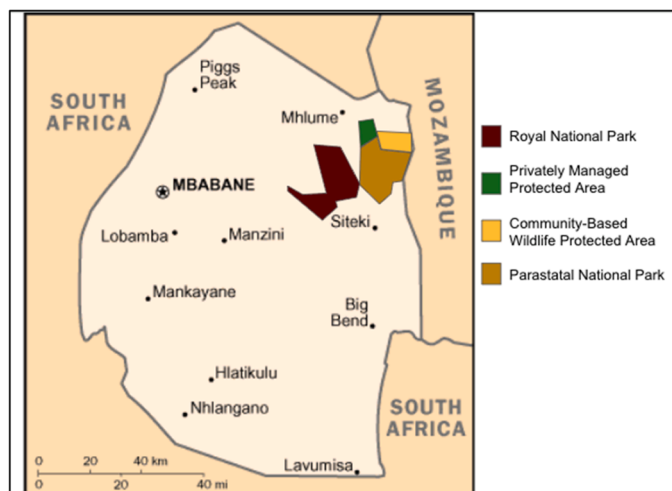 Piggs
Peak
SOUTH
AFRICA
Mhlume
MOZAMBIQUE
MBABANE
Lobamba
Manzini
Siteki
Mankayane
Big
Bend
Hlatikulu
Nhlangano
SOUTH
AFRICA
Lavumisa
0 20 40 km
0 20 40 mi
Royal National Park
Privately Managed
Protected Area
Community-Based
Wildlife Protected Area
Parastatal National Park